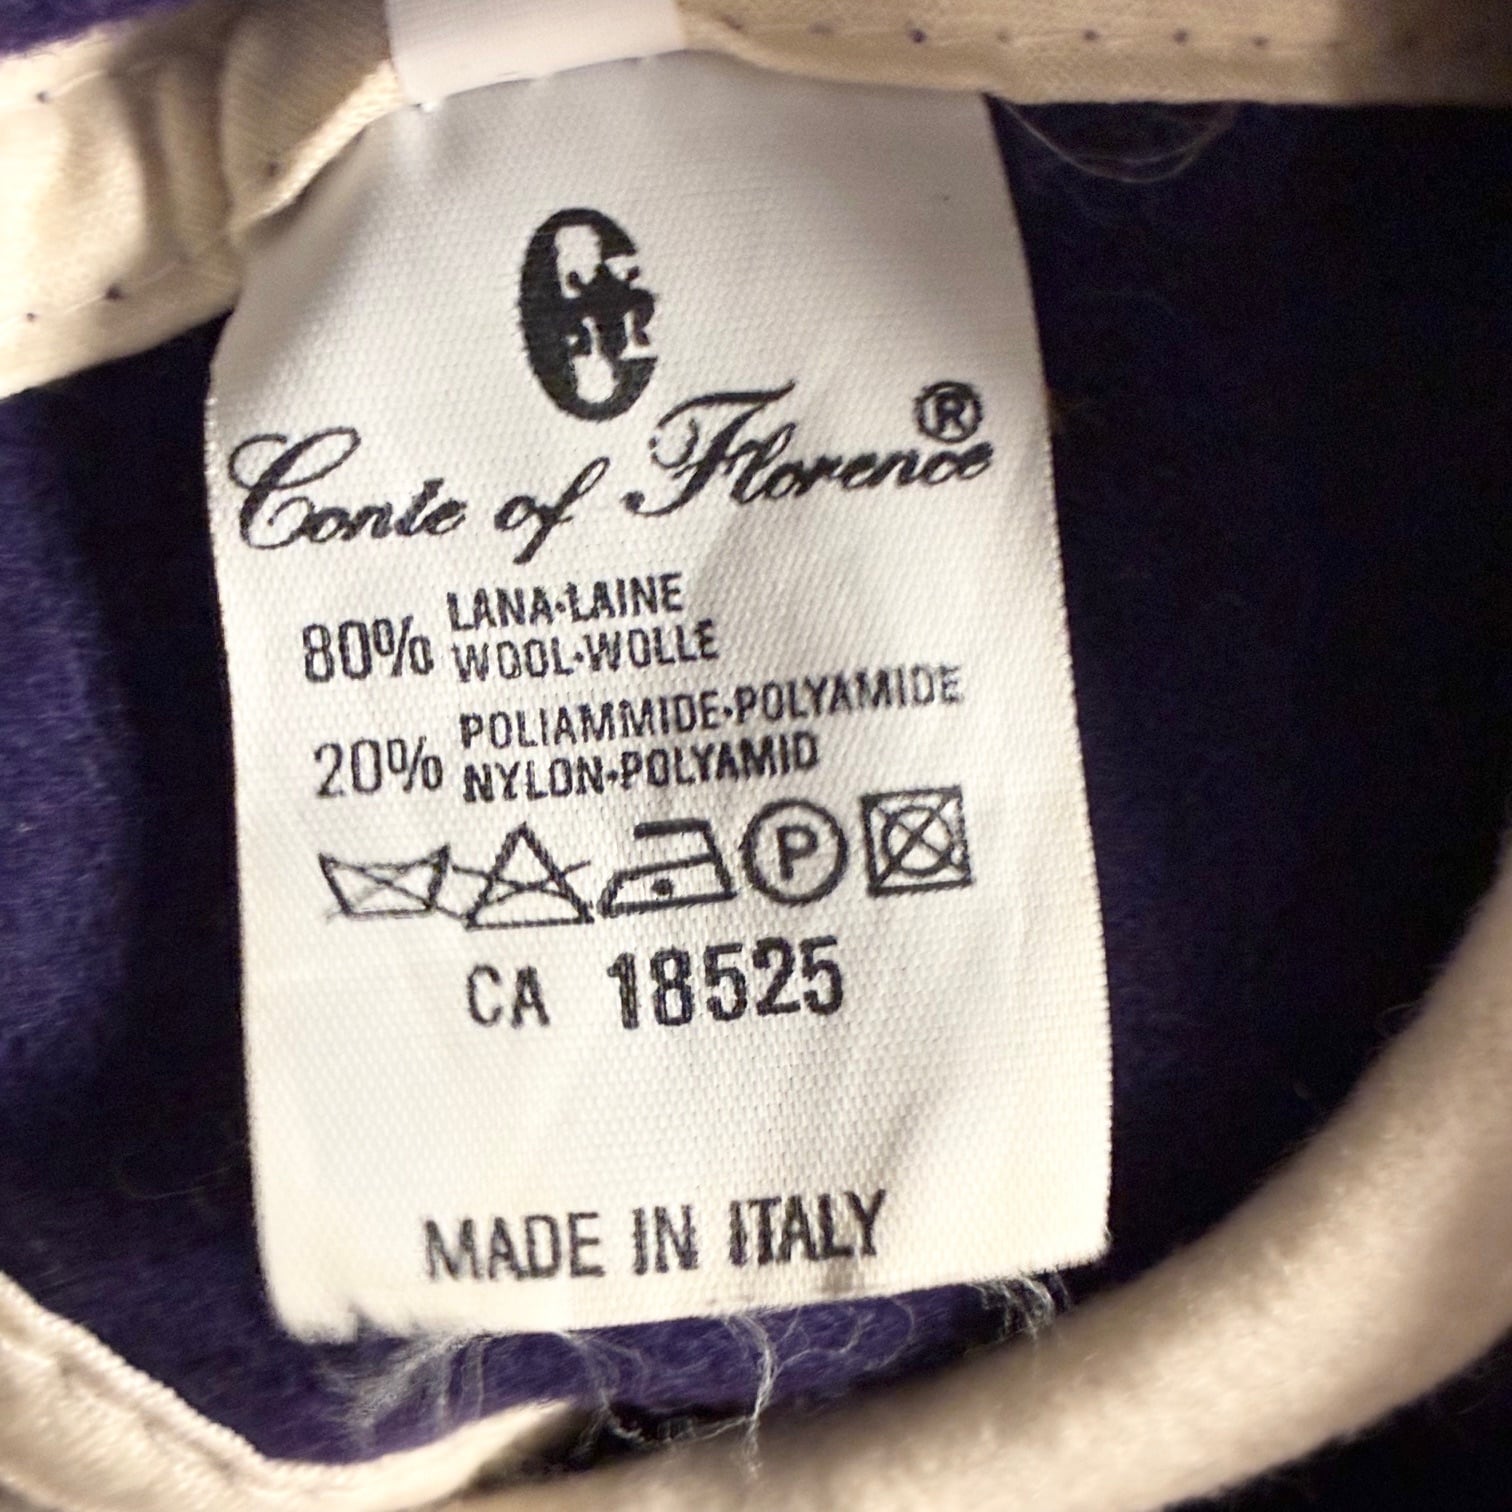 Conte of Florence ®
80% LANA•LAINE
WOOL•WOLLE
20% POLIAMMIDE•POLYAMIDE
NYLON•POLYAMID
P
CA 18525
MADE IN ITALY